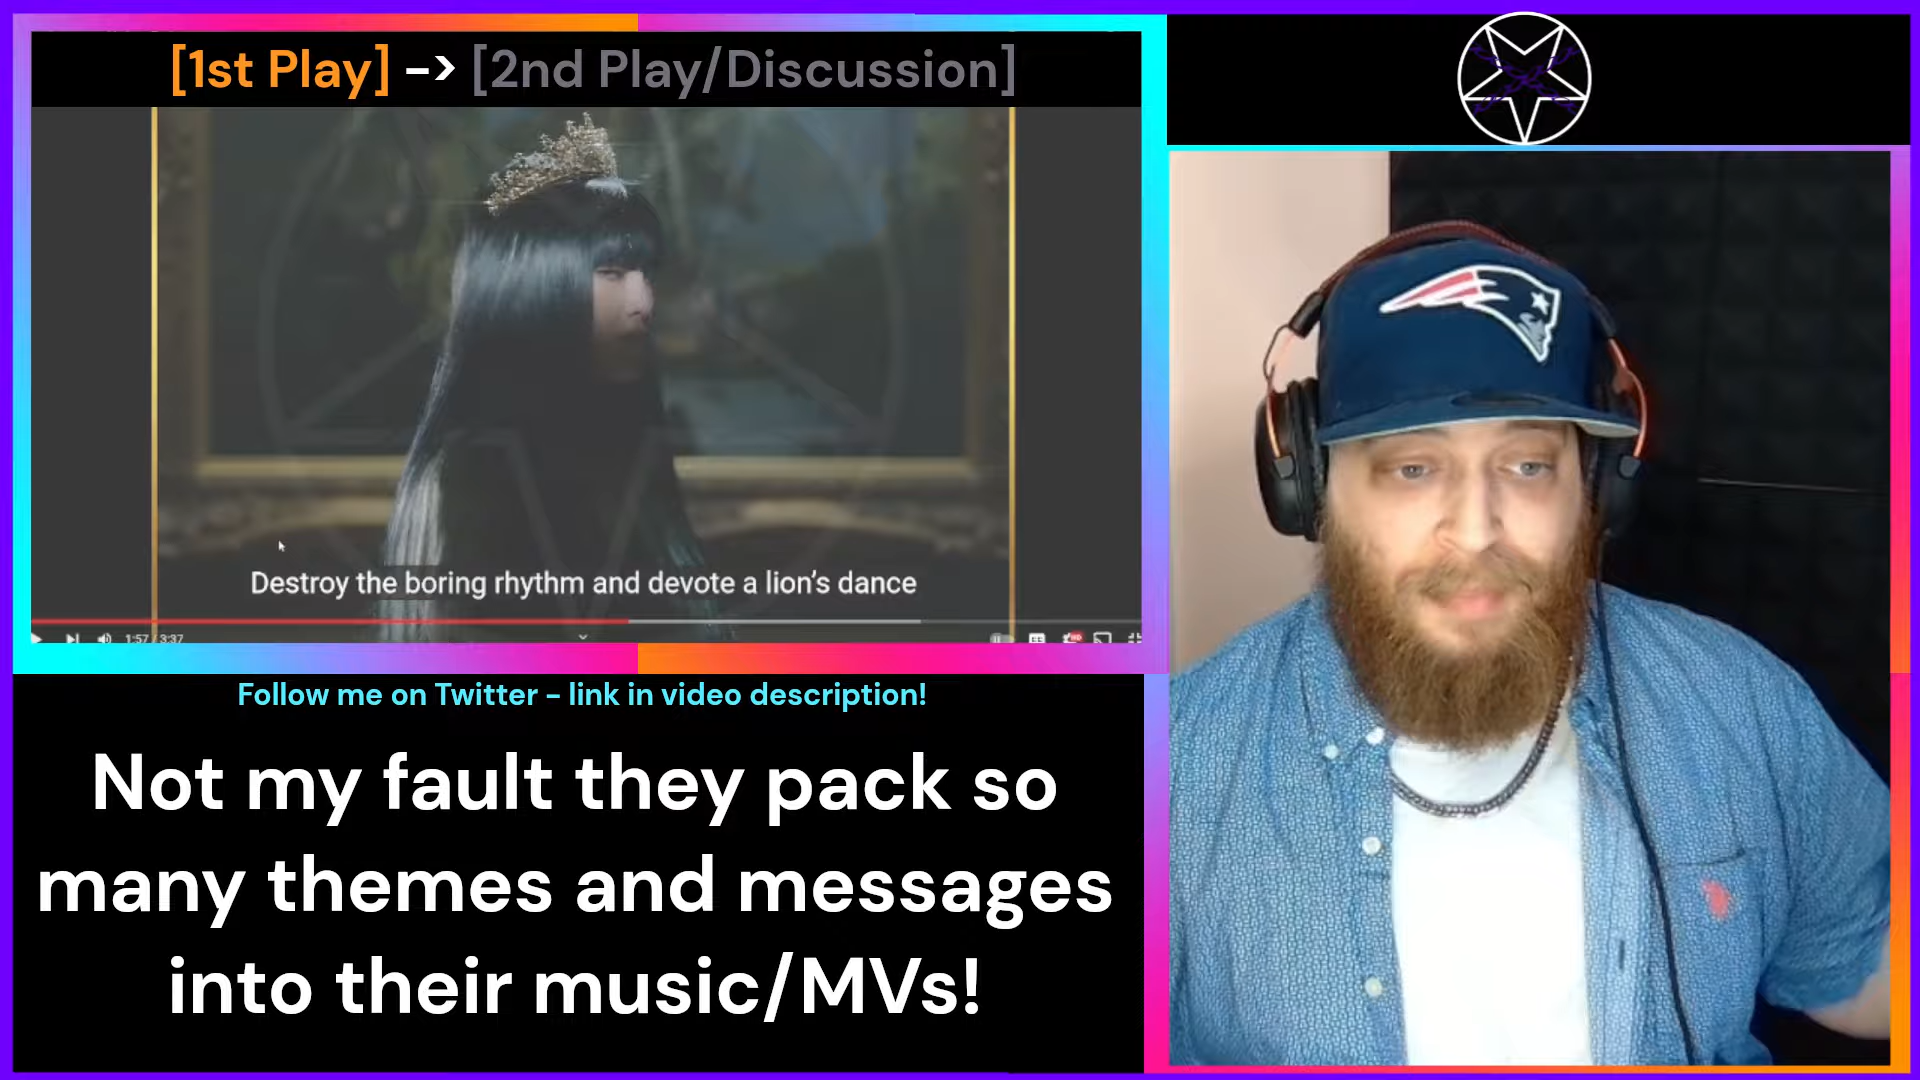 [1st Play] -> [2nd Play/Discussion]
Destroy the boring rhythm and devote a lion's dance
1:57 / 3:37
Follow me on Twitter - link in video description!
Not my fault they pack so
many themes and messages
into their music/MVs!